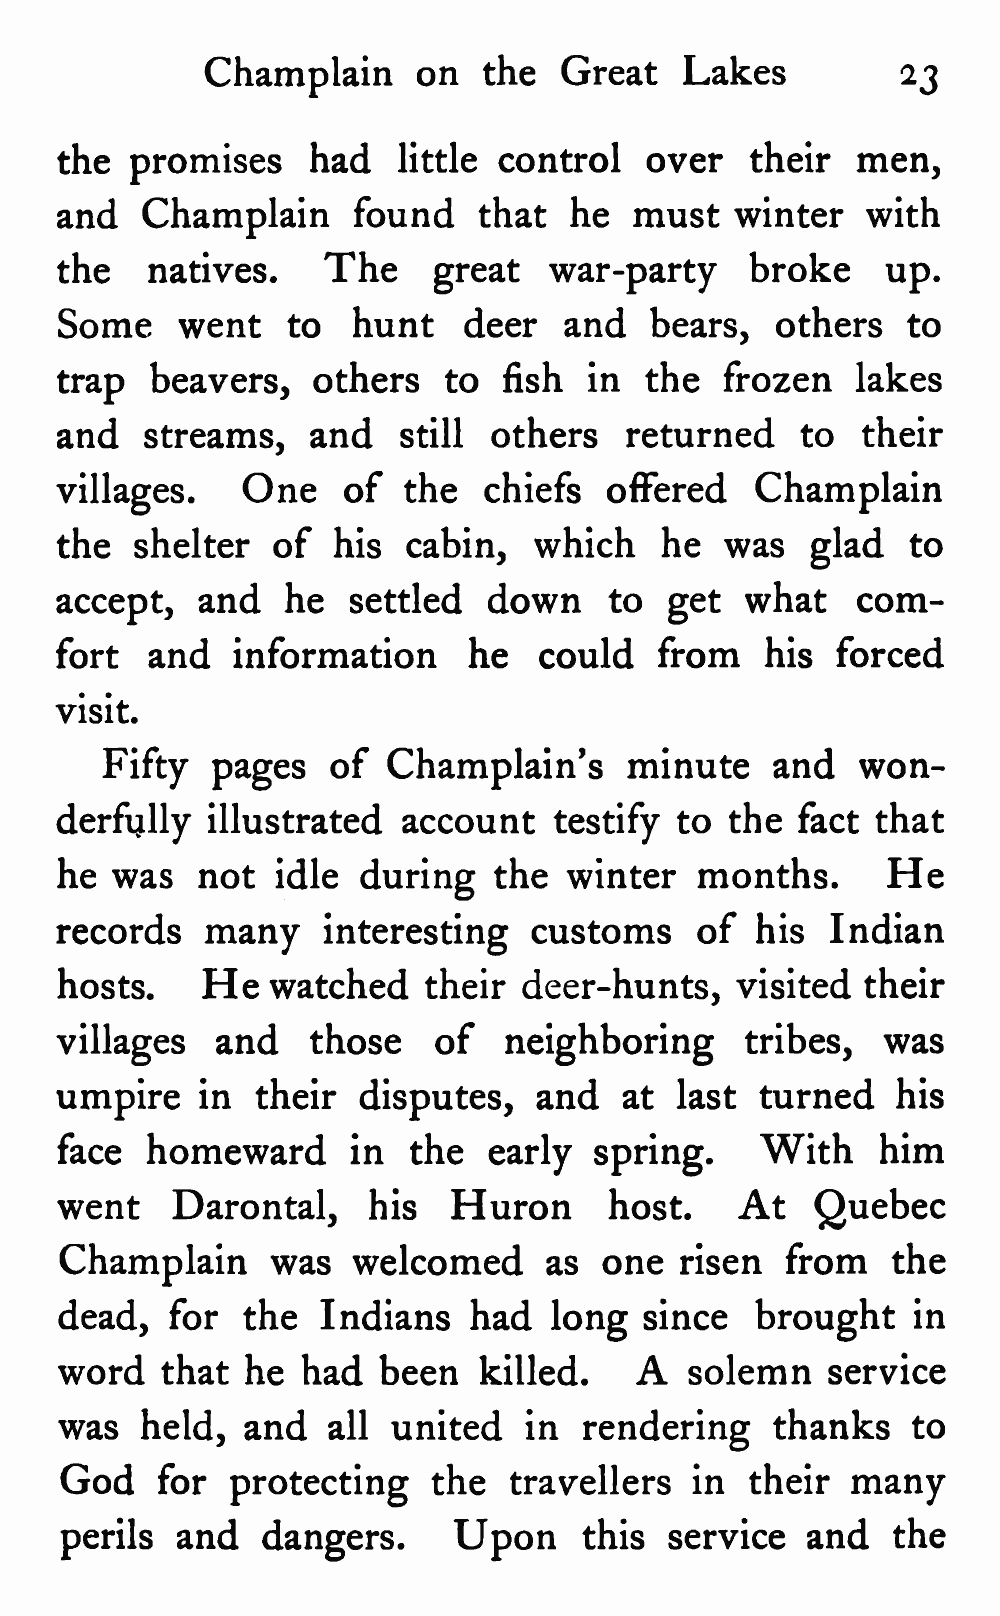 Champlain on the Great Lakes 23
the promises had little control over their men,
and Champlain found that he must winter with
the natives. The great war-party broke up.
Some went to hunt deer and bears, others to
trap beavers, others to fish in the frozen lakes
and streams, and still others returned to their
villages. One of the chiefs offered Champlain
the shelter of his cabin, which he was glad to
accept, and he settled down to get what com-
fort and information he could from his forced
visit.
Fifty pages of Champlain's minute and won-
derfully illustrated account testify to the fact that
he was not idle during the winter months. He
records many interesting customs of his Indian
hosts. He watched their deer-hunts, visited their
villages and those of neighboring tribes, was
umpire in their disputes, and at last turned his
face homeward in the early spring. With him
went Darontal, his Huron host. At Quebec
Champlain was welcomed as one risen from the
dead, for the Indians had long since brought in
word that he had been killed. A solemn service
was held, and all united in rendering thanks to
God for protecting the travellers in their many
perils and dangers. Upon this service and the